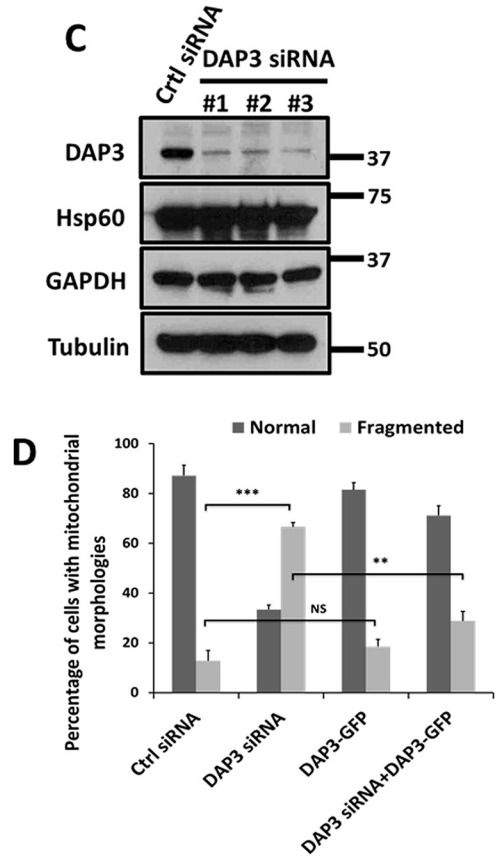 C
Crtl siRNA
DAP3 siRNA
#1 #2 #3
DAP3
37
75
Hsp60
37
GAPDH
Tubulin
50
D
Normal Fragmented
Percentage of cells with mitochondrial
morphologies
100
80
60
40
20
0
***
**
NS
Ctrl siRNA
DAP3 siRNA
DAP3-GFP
DAP3 siRNA+DAP3-GFP